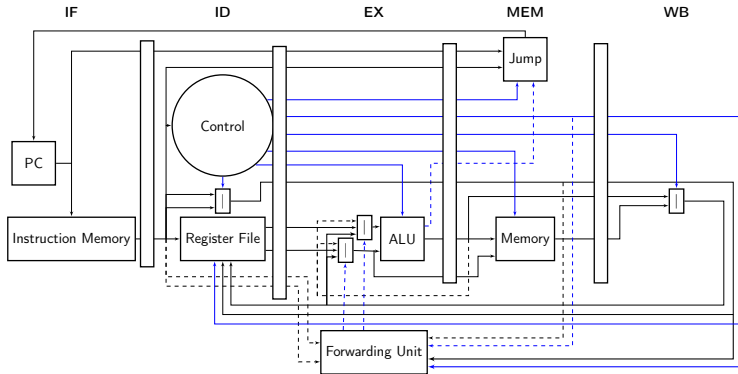 IF ID EX MEM WB
Jump
Control
PC
Instruction Memory Register File ALU Memory
Forwarding Unit